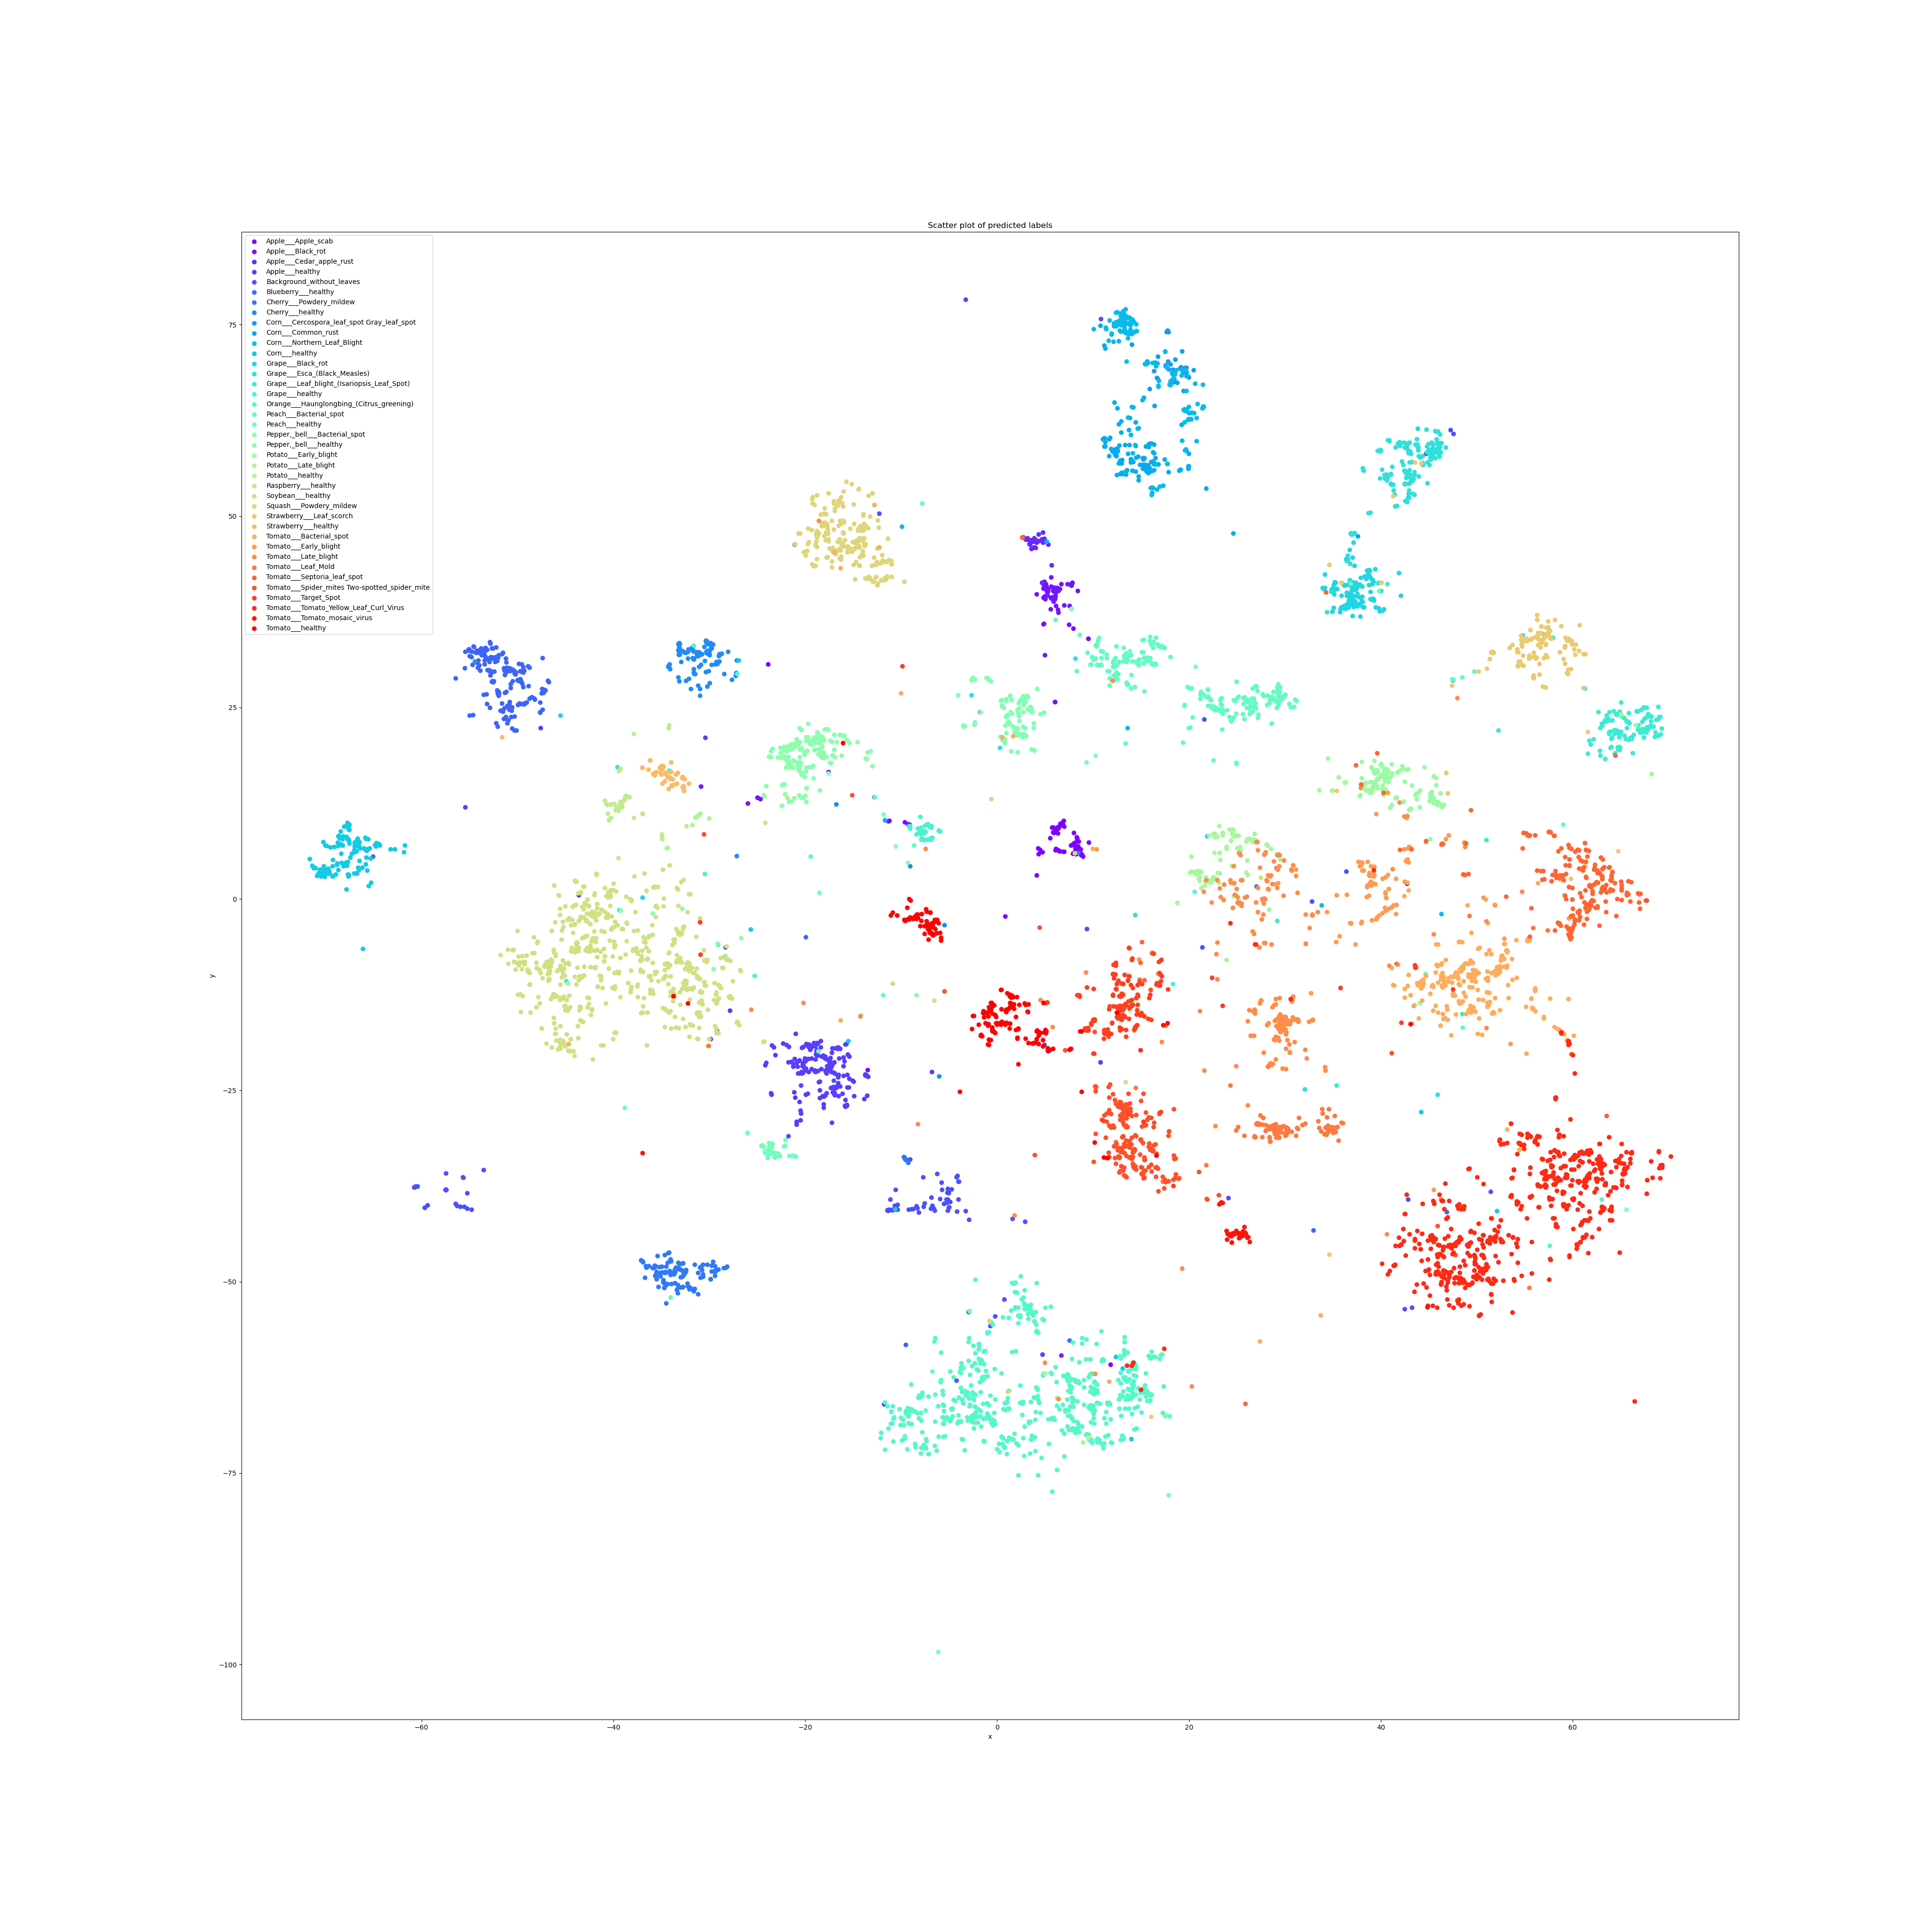 Scatter plot of predicted labels
Apple___Apple_scab
Apple___Black_rot
Apple___Cedar_apple_rust
Apple___healthy
Background_without_leaves
Blueberry___healthy
Cherry___Powdery_mildew
Cherry___healthy
Corn___Cercospora_leaf_spot Gray_leaf_spot
Corn___Common_rust
Corn___Northern_Leaf_Blight
Corn___healthy
Grape___Black_rot
Grape___Esca_(Black_Measles)
Grape___Leaf_blight_(Isariopsis_Leaf_Spot)
Grape___healthy
Orange___Haunglongbing_(Citrus_greening)
Peach___Bacterial_spot
Peach___healthy
Pepper,_bell___Bacterial_spot
Pepper,_bell___healthy
Potato___Early_blight
Potato___Late_blight
Potato___healthy
Raspberry___healthy
Soybean___healthy
Squash___Powdery_mildew
Strawberry___Leaf_scorch
Strawberry___healthy
Tomato___Bacterial_spot
Tomato___Early_blight
Tomato___Late_blight
Tomato___Leaf_Mold
Tomato___Septoria_leaf_spot
Tomato___Spider_mites Two-spotted_spider_mite
Tomato___Target_Spot
Tomato___Tomato_Yellow_Leaf_Curl_Virus
Tomato___Tomato_mosaic_virus
Tomato___healthy
75
50
25
0
−25
−50
−75
−100
y
−60 −40 −20 0 20 40 60
x